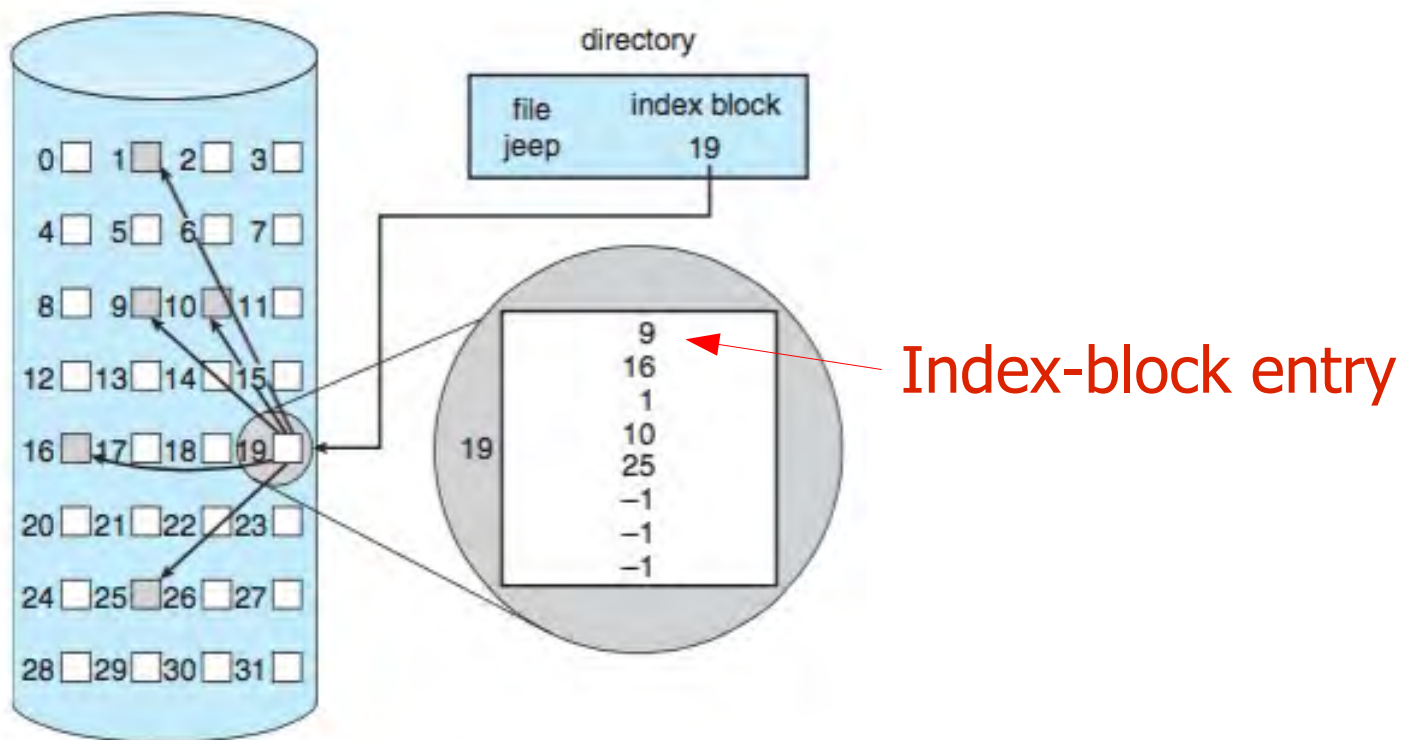 directory
file index block
jeep 19
0 1 2 3
4 5 6 7
8 9 10 11
12 13 14 15
16 17 18 19
20 21 22 23
24 25 26 27
28 29 30 31
19
9
16
1
10
25
–1
–1
–1
Index-block entry